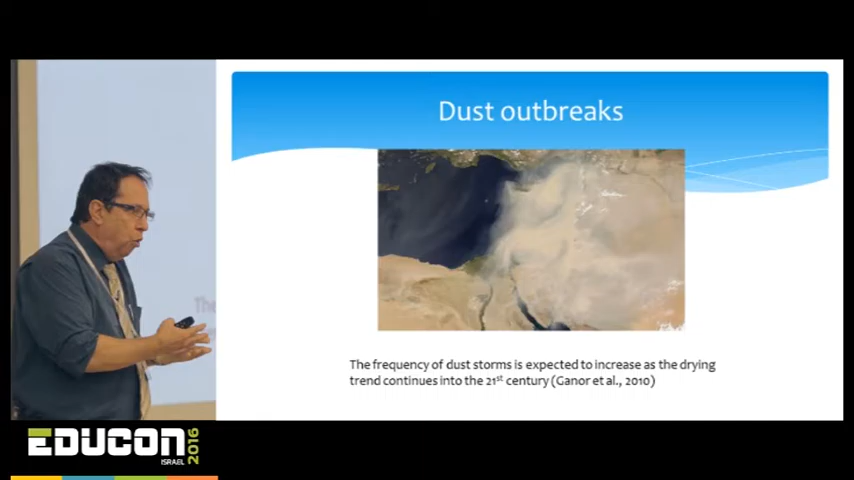 Dust outbreaks
The
The frequency of dust storms is expected to increase as the drying
trend continues into the 21st century (Ganor et al., 2010)
EDUCON
ISRAEL
2016